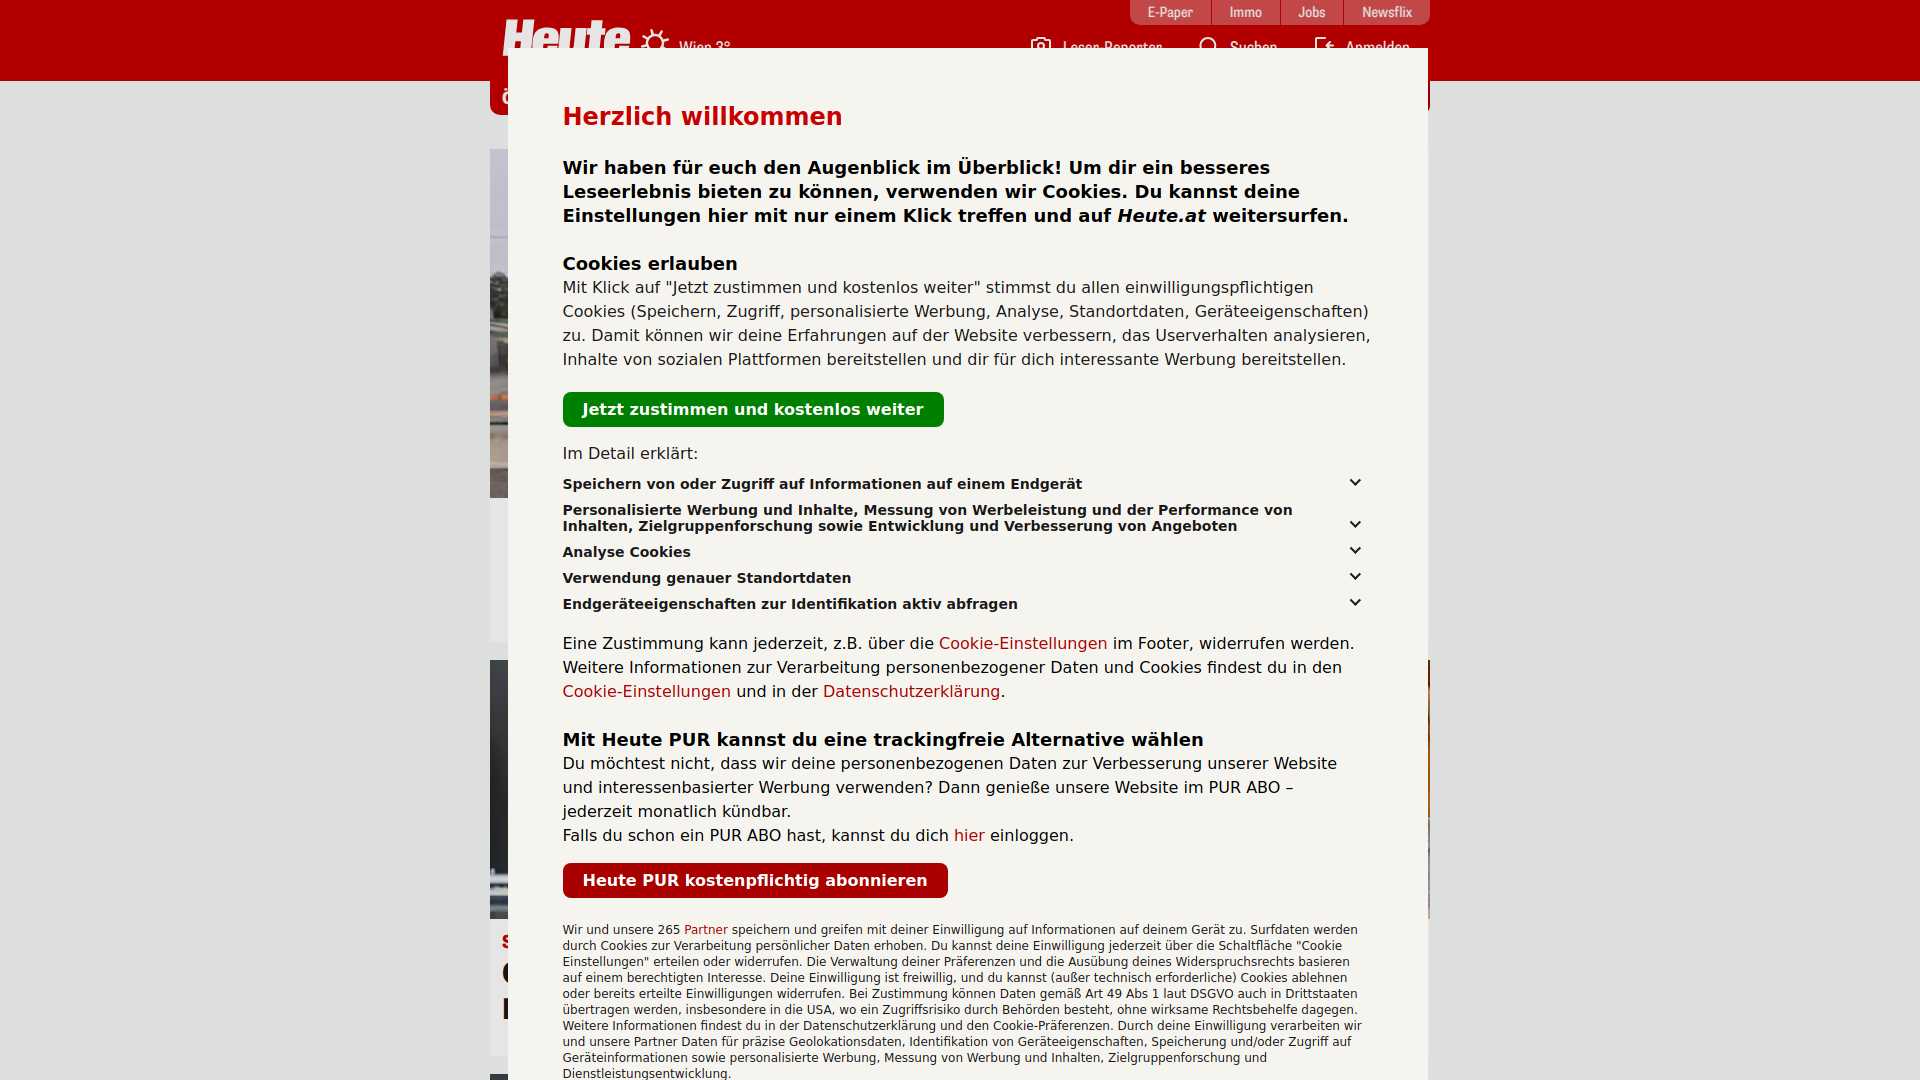 E-Paper
Immo
Jobs
Newsflix
Heute
Wien 3°
Leser-Reporter
Suchen
Anmelden
Herzlich willkommen
Wir haben für euch den Augenblick im Überblick! Um dir ein besseres
Leseerlebnis bieten zu können, verwenden wir Cookies. Du kannst deine
Einstellungen hier mit nur einem Klick treffen und auf Heute.at weitersurfen.
Cookies erlauben
Mit Klick auf "Jetzt zustimmen und kostenlos weiter" stimmst du allen einwilligungspflichtigen
Cookies (Speichern, Zugriff, personalisierte Werbung, Analyse, Standortdaten, Geräteeigenschaften)
zu. Damit können wir deine Erfahrungen auf der Website verbessern, das Userverhalten analysieren,
Inhalte von sozialen Plattformen bereitstellen und dir für dich interessante Werbung bereitstellen.
Jetzt zustimmen und kostenlos weiter
Im Detail erklärt:
Speichern von oder Zugriff auf Informationen auf einem Endgerät
Personalisierte Werbung und Inhalte, Messung von Werbeleistung und der Performance von
Inhalten, Zielgruppenforschung sowie Entwicklung und Verbesserung von Angeboten
Analyse Cookies
Verwendung genauer Standortdaten
Endgeräteeigenschaften zur Identifikation aktiv abfragen
Eine Zustimmung kann jederzeit, z.B. über die Cookie-Einstellungen im Footer, widerrufen werden.
Weitere Informationen zur Verarbeitung personenbezogener Daten und Cookies findest du in den
Cookie-Einstellungen und in der Datenschutzerklärung.
Mit Heute PUR kannst du eine trackingfreie Alternative wählen
Du möchtest nicht, dass wir deine personenbezogenen Daten zur Verbesserung unserer Website
und interessenbasierter Werbung verwenden? Dann genieße unsere Website im PUR ABO –
jederzeit monatlich kündbar.
Falls du schon ein PUR ABO hast, kannst du dich hier einloggen.
Heute PUR kostenpflichtig abonnieren
Wir und unsere 265 Partner speichern und greifen mit deiner Einwilligung auf Informationen auf deinem Gerät zu. Surfdaten werden
durch Cookies zur Verarbeitung persönlicher Daten erhoben. Du kannst deine Einwilligung jederzeit über die Schaltfläche "Cookie
Einstellungen" erteilen oder widerrufen. Die Verwaltung deiner Präferenzen und die Ausübung deines Widerspruchsrechts basieren
auf einem berechtigten Interesse. Deine Einwilligung ist freiwillig, und du kannst (außer technisch erforderliche) Cookies ablehnen
oder bereits erteilte Einwilligungen widerrufen. Bei Zustimmung können Daten gemäß Art 49 Abs 1 laut DSGVO auch in Drittstaaten
übertragen werden, insbesondere in die USA, wo ein Zugriffsrisiko durch Behörden besteht, ohne wirksame Rechtsbehelfe dagegen.
Weitere Informationen findest du in der Datenschutzerklärung und den Cookie-Präferenzen. Durch deine Einwilligung verarbeiten wir
und unsere Partner Daten für präzise Geolokationsdaten, Identifikation von Geräteeigenschaften, Speicherung und/oder Zugriff auf
Geräteinformationen sowie personalisierte Werbung, Messung von Werbung und Inhalten, Zielgruppenforschung und
Dienstleistungsentwicklung.